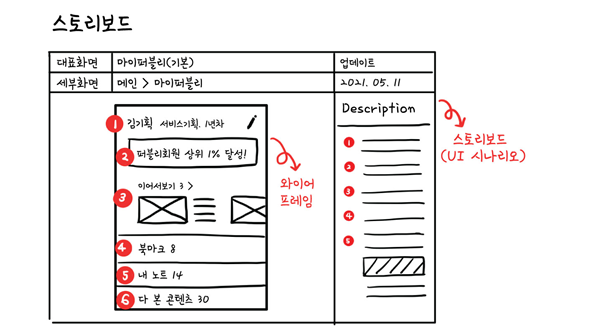 스토리보드
대표화면 마이퍼블리(기본) 업데이트
세부화면 메인 > 마이퍼블리 2021. 05. 11
1 김기획 서비스기획. 1년차
2 퍼블리회원 상위 1% 달성!
3 이어서보기 3 >
4 북마크 8
5 내 노트 14
6 다 본 콘텐츠 30
와이어
프레임
Description
1
2
3
4
5
스토리보드
(UI 시나리오)